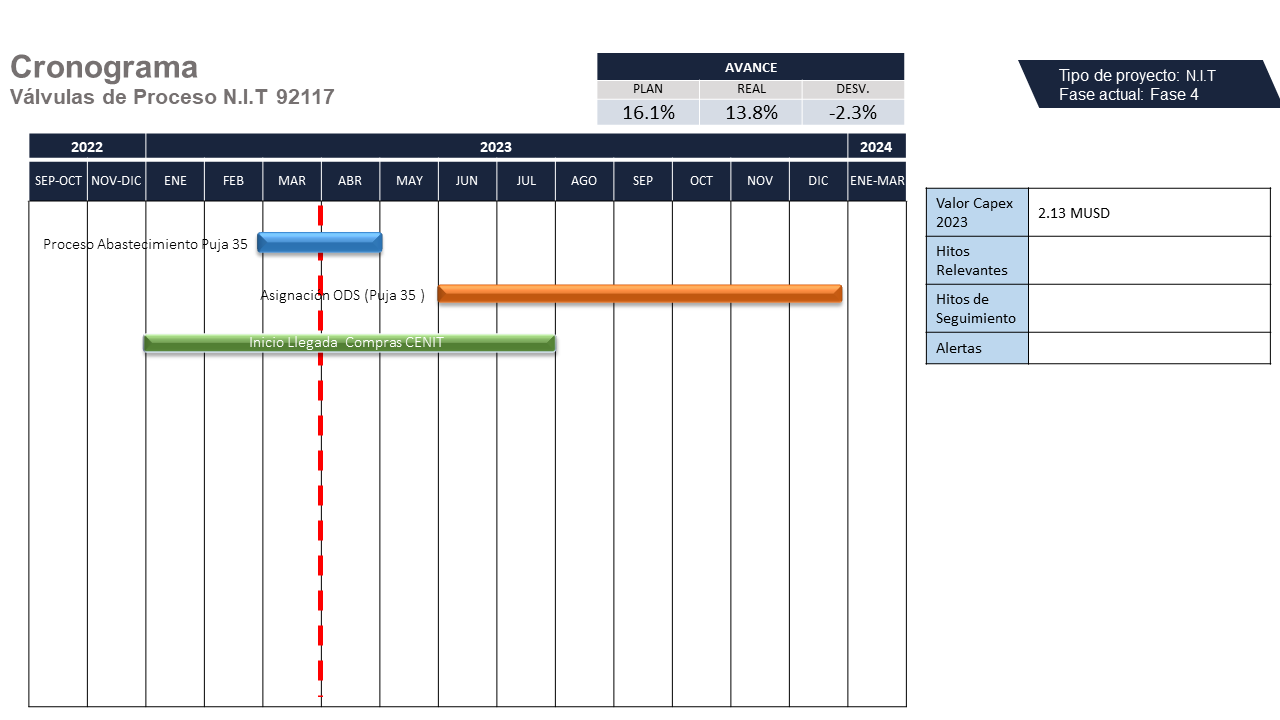 Cronograma
Válvulas de Proceso N.I.T 92117
AVANCE
PLAN REAL DESV.
16.1% 13.8% -2.3%
Tipo de proyecto: N.I.T
Fase actual: Fase 4
2022 2023 2024
SEP-OCT NOV-DIC ENE FEB MAR ABR MAY JUN JUL AGO SEP OCT NOV DIC ENE-MAR
Proceso Abastecimiento Puja 35
Asignación ODS (Puja 35 )
Inicio Llegada Compras CENIT
Valor Capex
2023
2.13 MUSD
Hitos
Relevantes
Hitos de
Seguimiento
Alertas